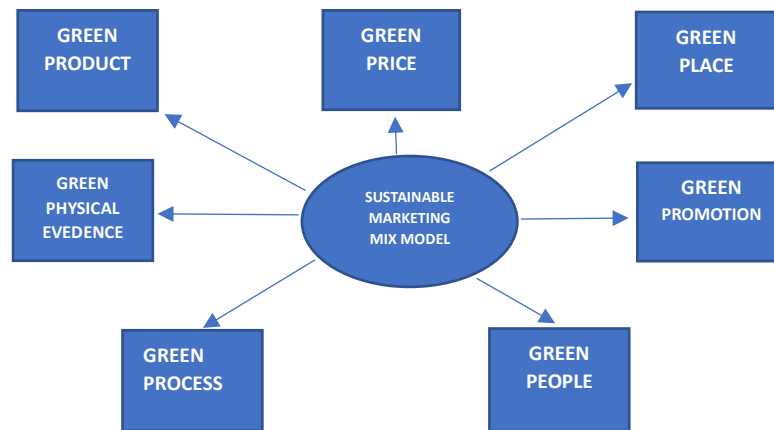 GREEN
PRODUCT
GREEN
PRICE
GREEN
PLACE
GREEN
PHYSICAL
EVEDENCE
SUSTAINABLE
MARKETING
MIX MODEL
GREEN
PROMOTION
GREEN
PROCESS
GREEN
PEOPLE